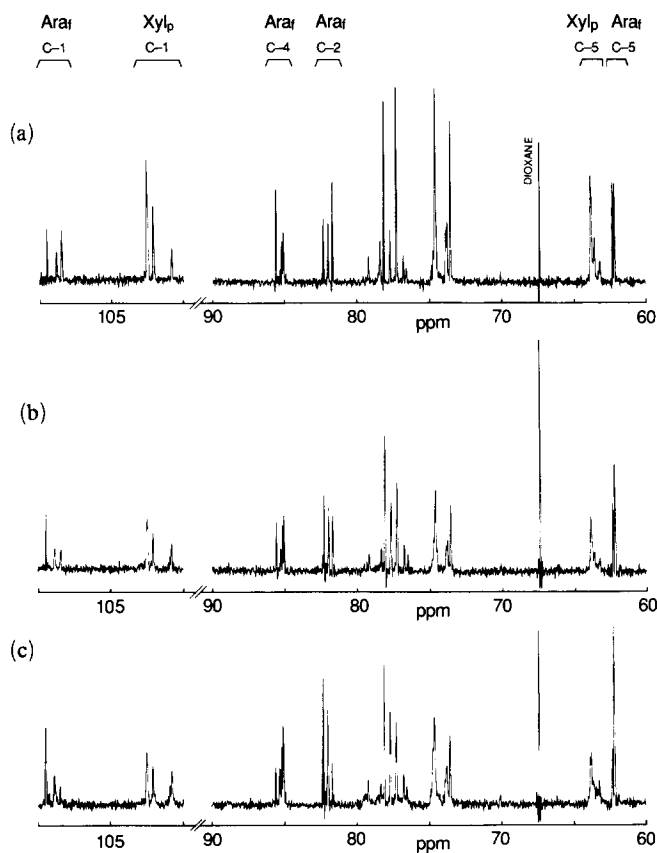 Araf Xylp Araf Araf Xylp Araf
C-1 C-1 C-4 C-2 C-5 C-5
(a)
DIOXANE
105 90 80 ppm 70 60
(b)
105 90 80 ppm 70 60
(c)
105 90 80 ppm 70 60